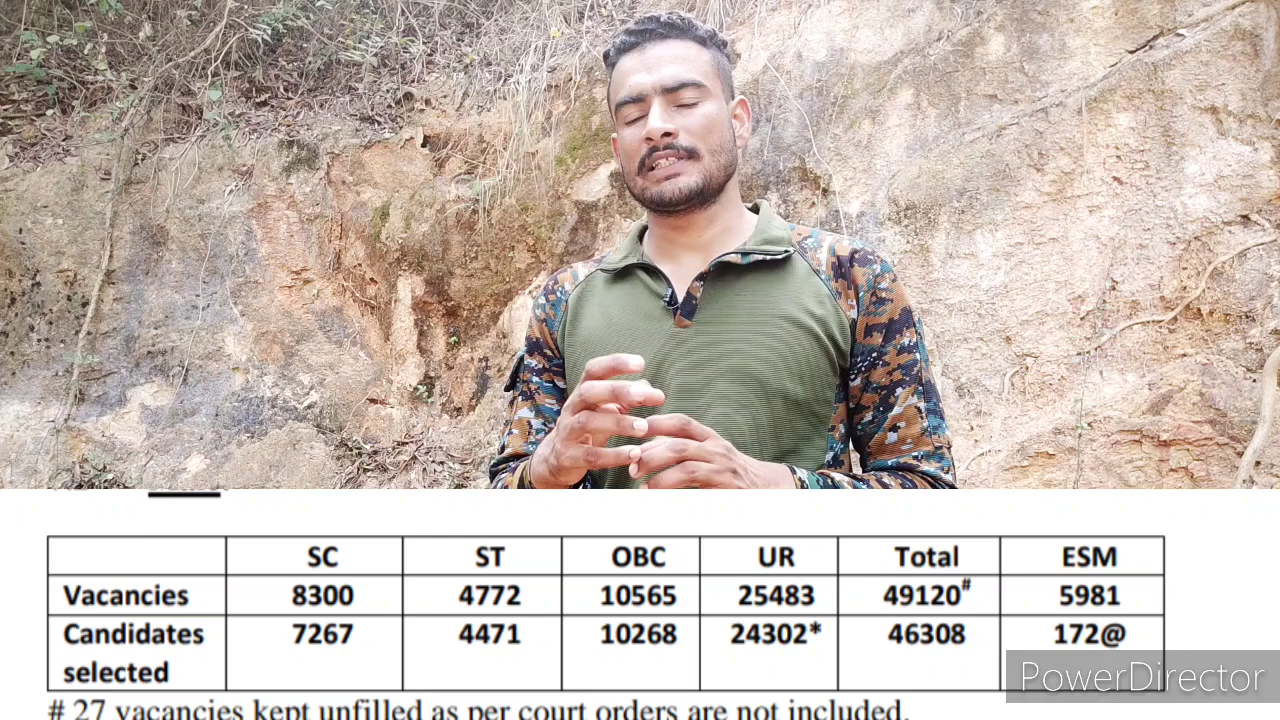 SC ST OBC UR Total ESM
Vacancies 8300 4772 10565 25483 49120# 5981
Candidates selected 7267 4471 10268 24302* 46308 172@
PowerDirector
# 27 vacancies kept unfilled as per court orders are not included.